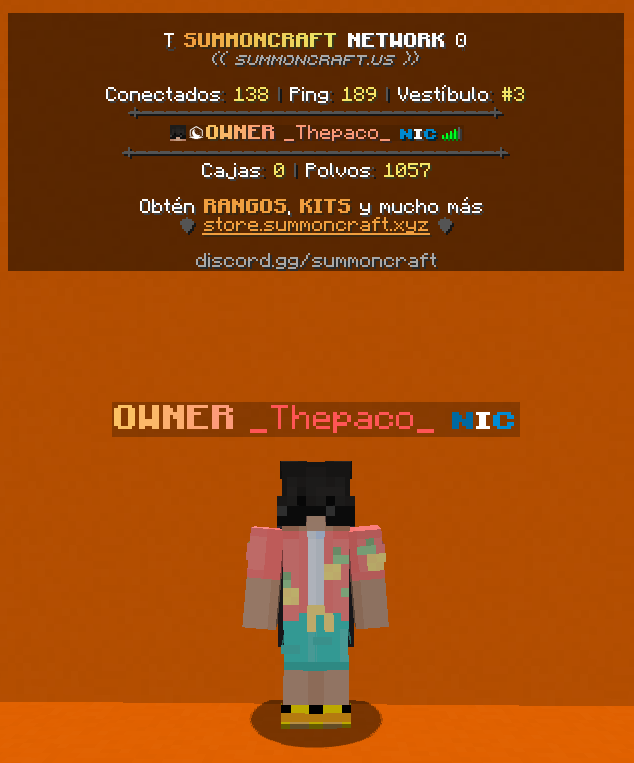 T SUMMONCRAFT NETWORK 0
(( SUMMONCRAFT.US ))
Conectados: 138 | Ping: 189 | Vestíbulo: #3
OWNER _Thepaco_ NIC
Cajas: 0 | Polvos: 1057
Obtén RANGOS, KITS y mucho más
store.summoncraft.xyz
discord.gg/summoncraft
OWNER _Thepaco_ NIC